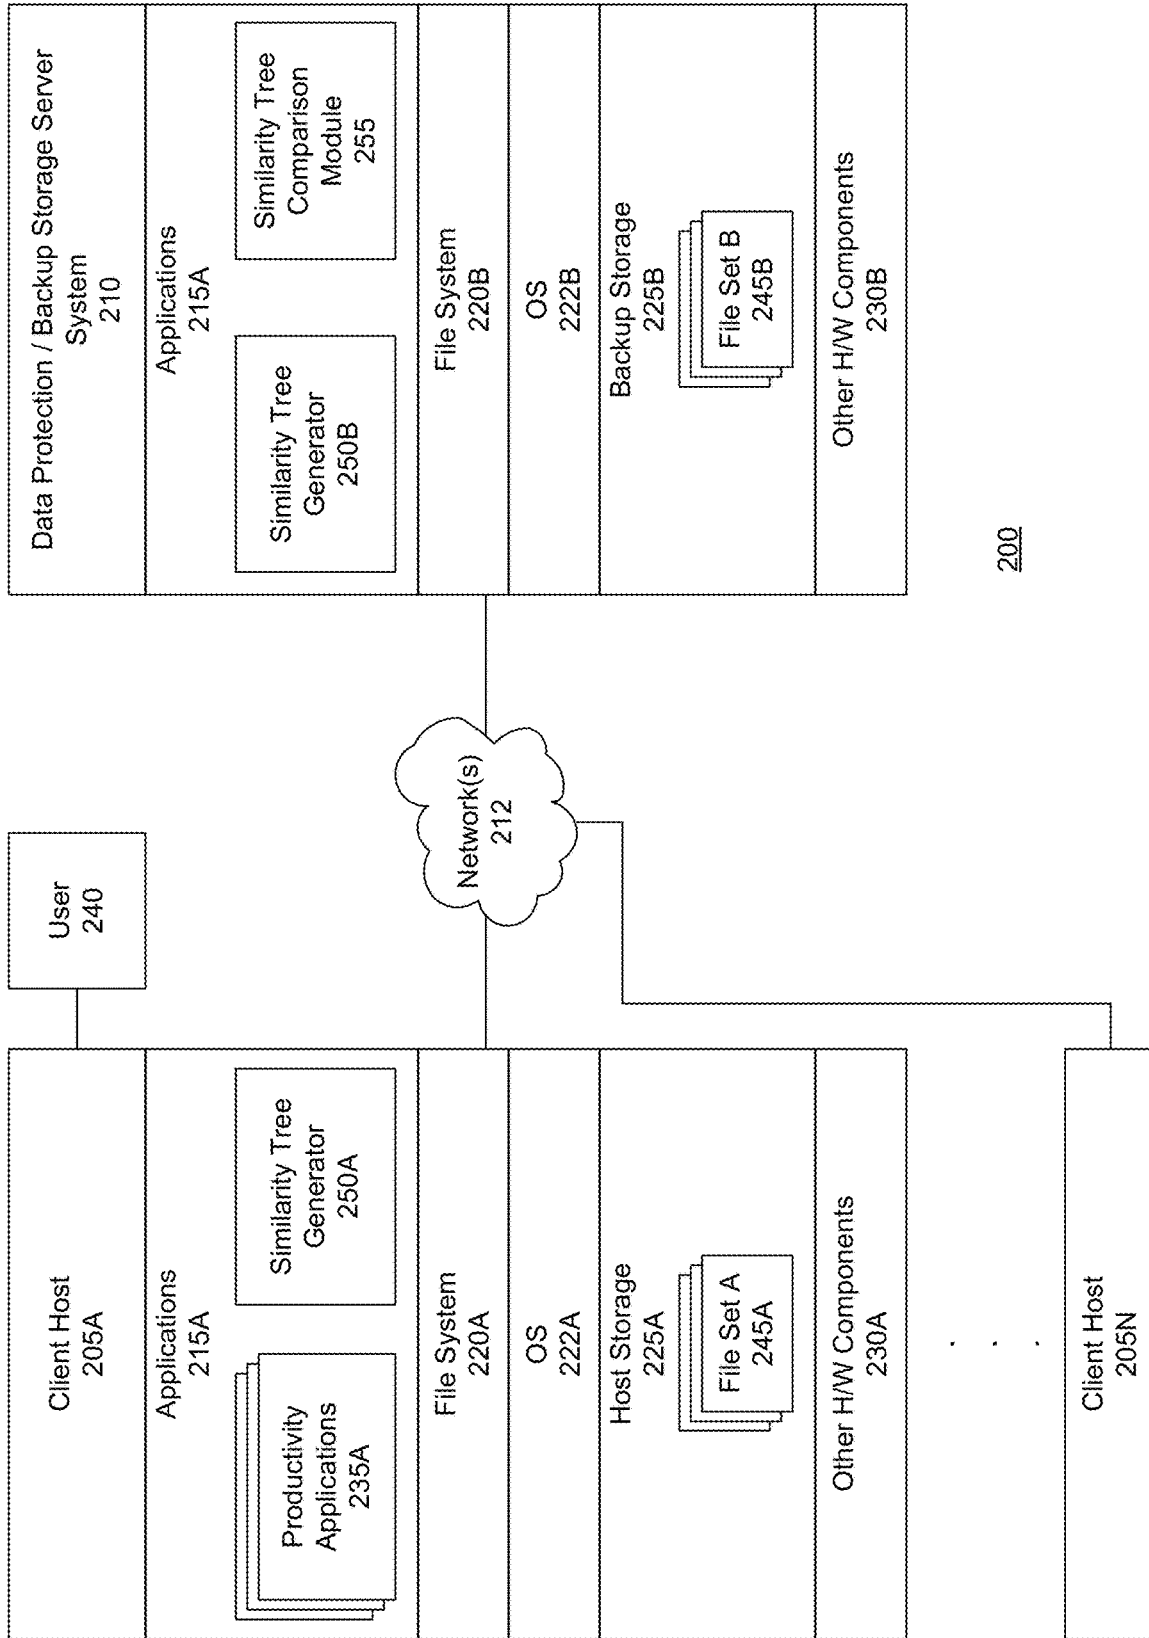 Client Host
205A
Applications
215A
Productivity
Applications
235A
Similarity Tree
Generator
250A
File System
220A
OS
222A
Host Storage
225A
File Set A
245A
Other H/W Components
230A
. . .
Client Host
205N
User
240
Network(s)
212
Data Protection / Backup Storage Server
System
210
Applications
215A
Similarity Tree
Generator
250B
Similarity Tree
Comparison
Module
255
File System
220B
OS
222B
Backup Storage
225B
File Set B
245B
Other H/W Components
230B
200